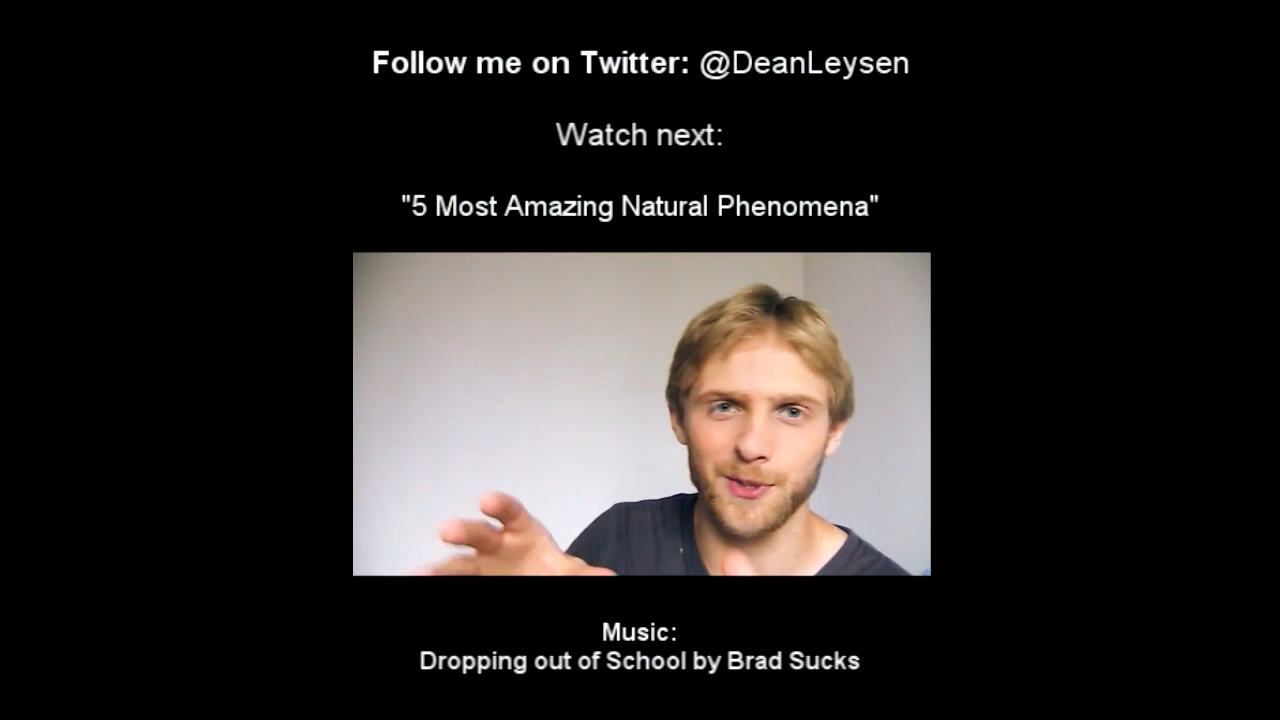 Follow me on Twitter: @DeanLeysen
Watch next:
"5 Most Amazing Natural Phenomena"
Music:
Dropping out of School by Brad Sucks